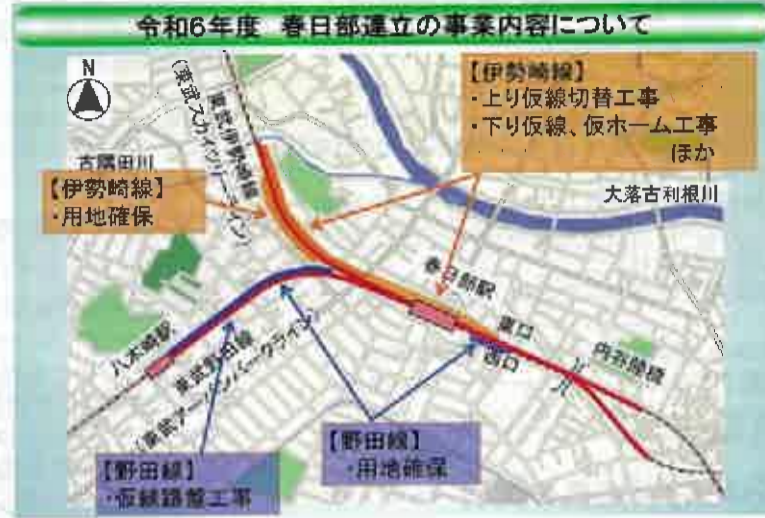 令和6年度 春日部連立の事業内容について
N
【伊勢崎線】
・上り仮線切替工事
・下り仮線、仮ホーム工事
ほか
東武伊勢崎線
(東武スカイツリーライン)
古隅田川
大落古利根川
【伊勢崎線】
・用地確保
春日部駅
東口
西口
内谷陸橋
八木崎駅
東武野田線
(東武アーバンパークライン)
【野田線】
・用地確保
【野田線】
・仮線路盤工事